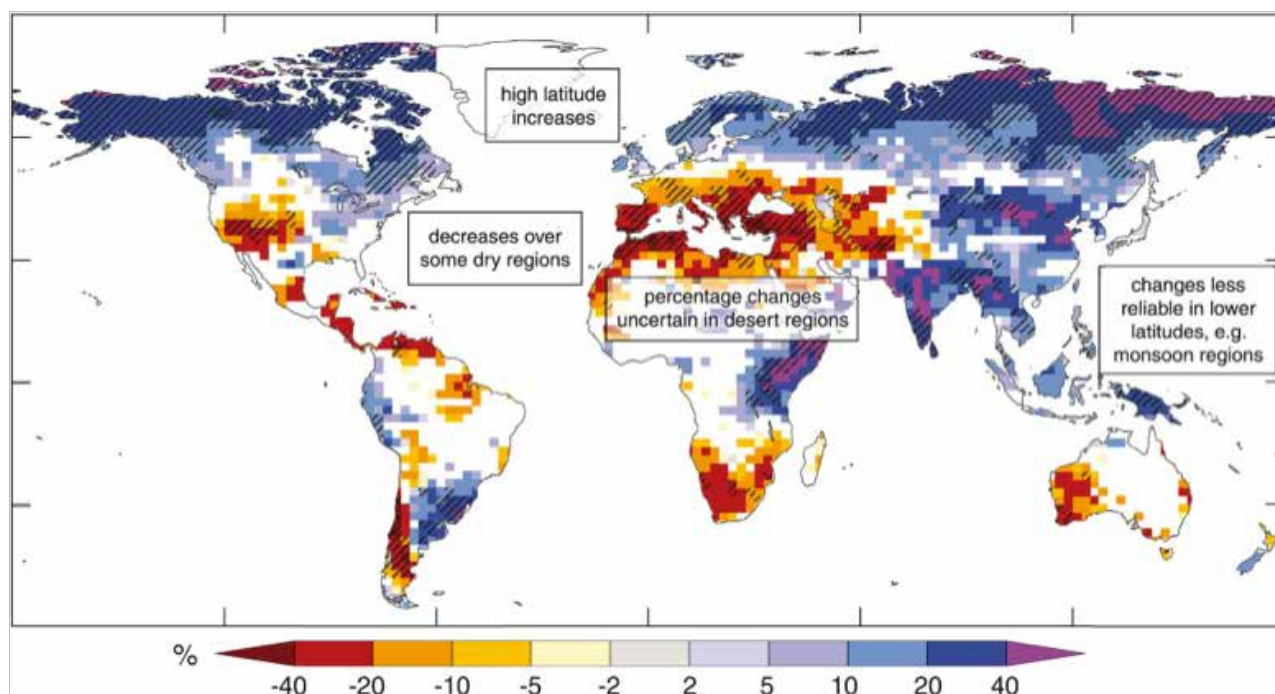 high latitude
increases
decreases over
some dry regions
percentage changes
uncertain in desert regions
changes less
reliable in lower
latitudes, e.g.
monsoon regions
%
-40 -20 -10 -5 -2 2 5 10 20 40